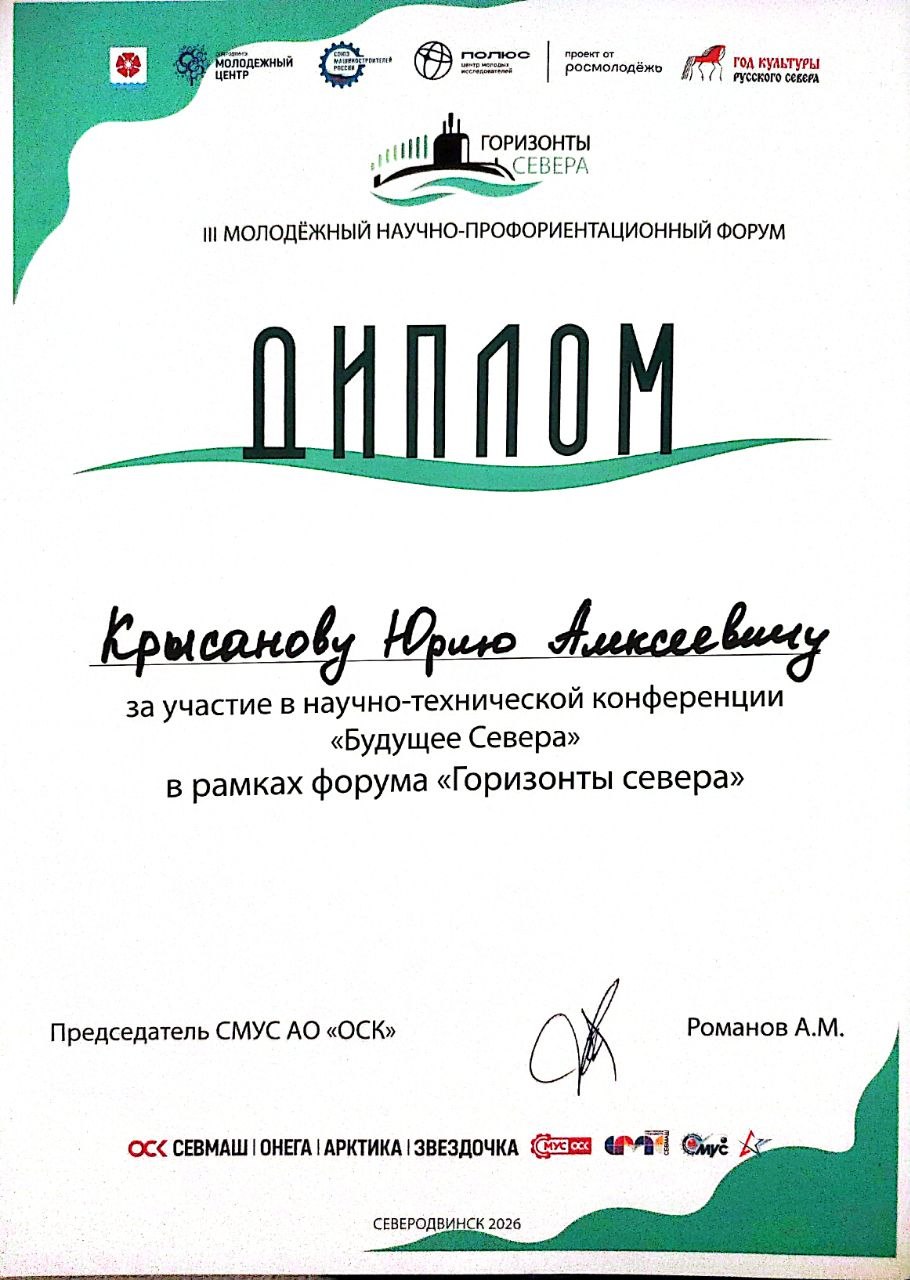 СЕВЕРОДВИНСК МОЛОДЕЖНЫЙ ЦЕНТР
СОЮЗ МАШИНОСТРОИТЕЛЕЙ РОССИИ
ПОЛЮС
центр молодых исследователей
проект от
росмолодёжь
ГОД КУЛЬТУРЫ
РУССКОГО СЕВЕРА
ГОРИЗОНТЫ
СЕВЕРА
III МОЛОДЁЖНЫЙ НАУЧНО-ПРОФОРИЕНТАЦИОННЫЙ ФОРУМ
ДИПЛОМ
Крысанову Юрию Алексеевичу
за участие в научно-технической конференции
«Будущее Севера»
в рамках форума «Горизонты севера»
Председатель СМУС АО «ОСК»
Романов А.М.
ОСК СЕВМАШ | ОНЕГА | АРКТИКА | ЗВЕЗДОЧКА
СМУС ОСК
СМУС
СЕВЕРОДВИНСК 2026